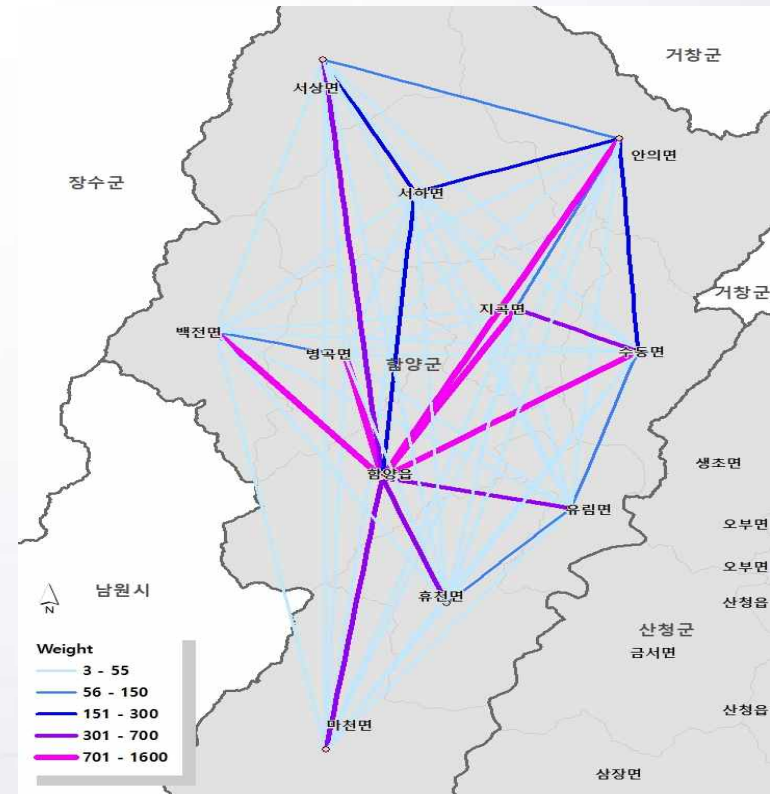 거창군
서상면
안의면
장수군
서하면
거창군
지곡면
백전면
병곡면
수동면
함양군
생초면
함양읍
유림면
오부면
오부면
남원시
휴천면
산청읍
N
산청군
금서면
Weight
3 - 55
56 - 150
151 - 300
301 - 700
701 - 1600
마천면
산청읍
삼장면